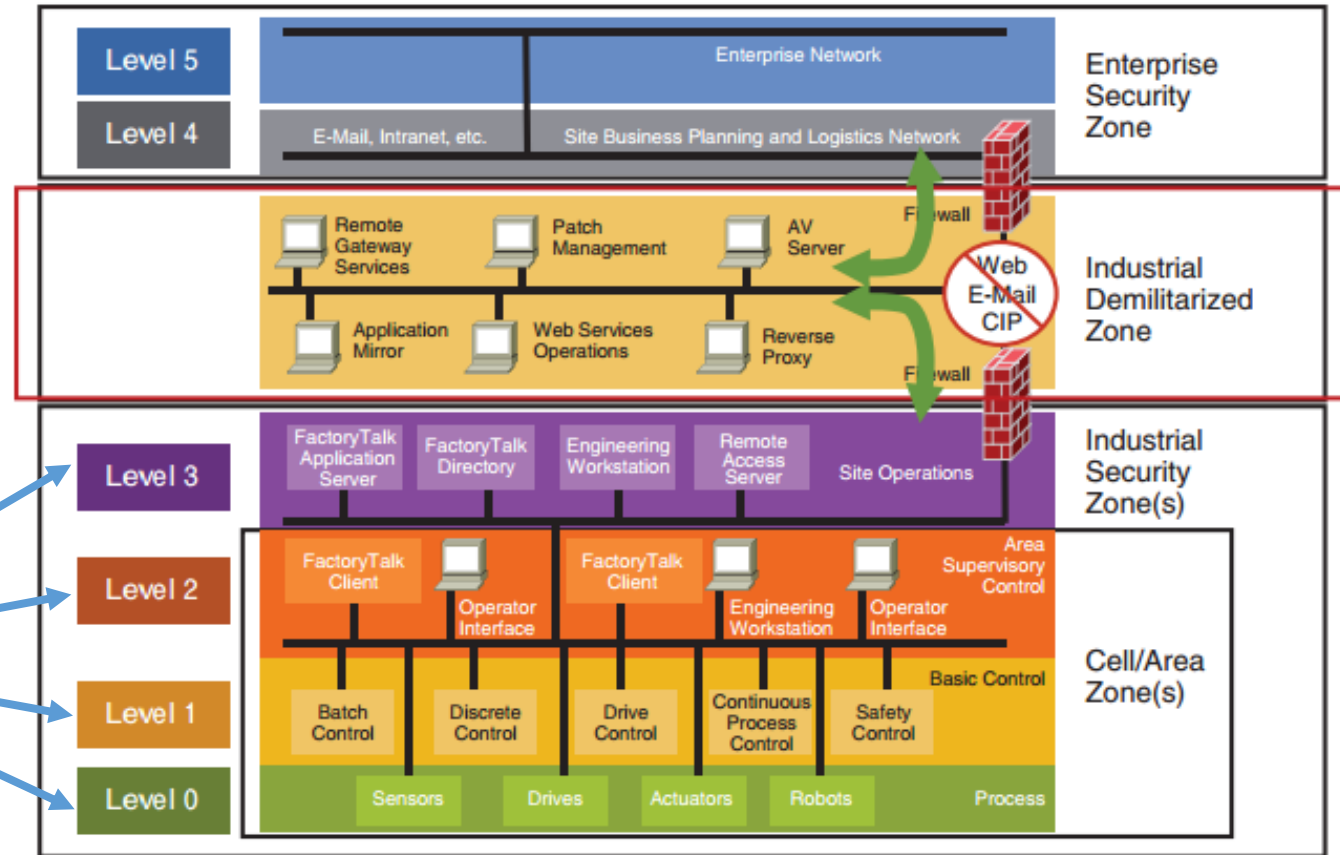 Level 5
Enterprise Network
Enterprise
Security
Zone
Level 4
E-Mail, Intranet, etc.
Site Business Planning and Logistics Network
Remote
Gateway
Services
Patch
Management
AV
Server
Firewall
Web
E-Mail
CIP
Industrial
Demilitarized
Zone
Application
Mirror
Web Services
Operations
Reverse
Proxy
Firewall
Level 3
FactoryTalk
Application
Server
FactoryTalk
Directory
Engineering
Workstation
Remote
Access
Server
Site Operations
Industrial
Security
Zone(s)
Level 2
FactoryTalk
Client
Operator
Interface
FactoryTalk
Client
Engineering
Workstation
Operator
Interface
Area
Supervisory
Control
Cell/Area
Zone(s)
Level 1
Basic Control
Batch
Control
Discrete
Control
Drive
Control
Continuous
Process
Control
Safety
Control
Level 0
Sensors
Drives
Actuators
Robots
Process